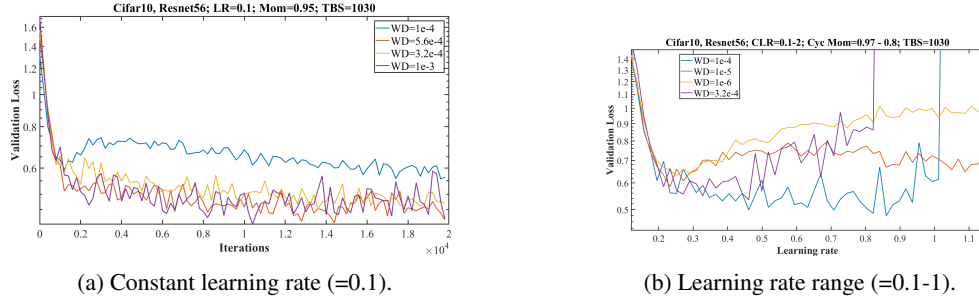 Cifar10, Resnet56; LR=0.1; Mom=0.95; TBS=1030
1.6
1.4
1.2
1
0.8
0.6
Validation Loss
WD=1e-4
WD=5.6e-4
WD=3.2e-4
WD=1e-3
0 0.2 0.4 0.6 0.8 1 1.2 1.4 1.6 1.8 2
×10^4
Iterations
(a) Constant learning rate (=0.1).
Cifar10, Resnet56; CLR=0.1-2; Cyc Mom=0.97 - 0.8; TBS=1030
1.4
1.2
1
0.9
0.8
0.7
0.6
0.5
Validation Loss
WD=1e-4
WD=1e-5
WD=1e-6
WD=3.2e-4
0.2 0.3 0.4 0.5 0.6 0.7 0.8 0.9 1 1.1
Learning rate
(b) Learning rate range (=0.1-1).